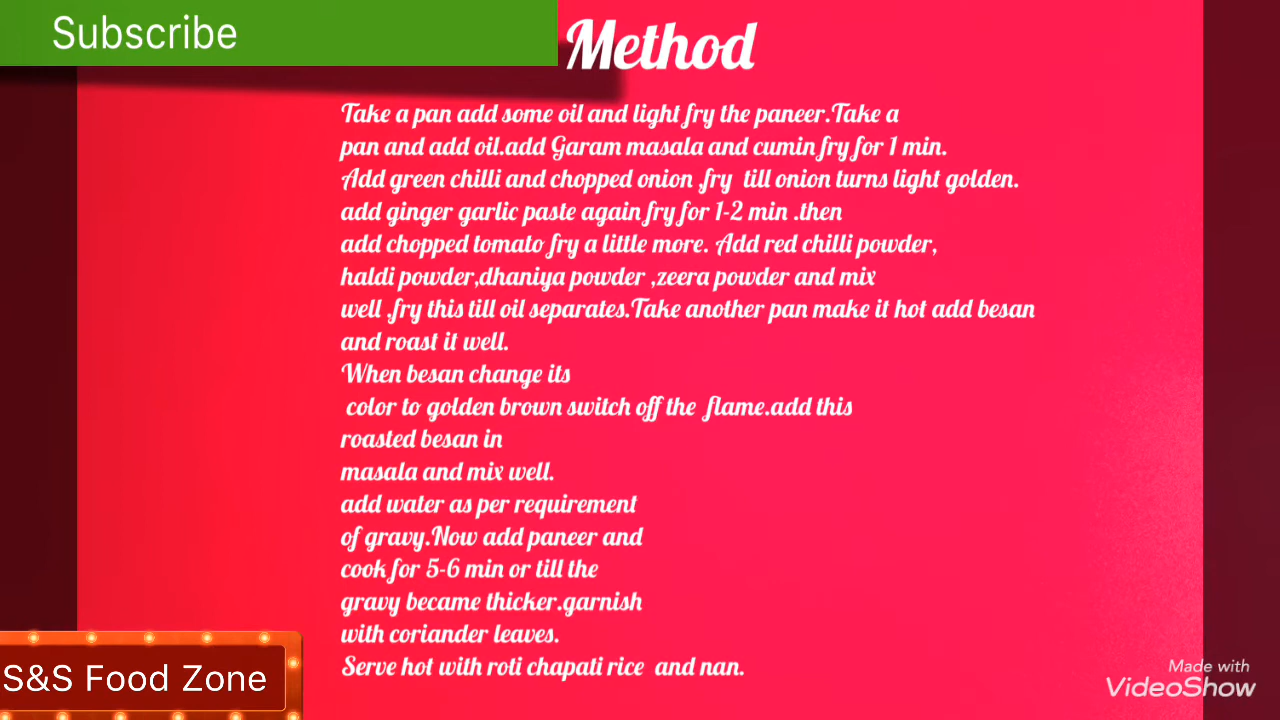 Subscribe
Method
Take a pan add some oil and light fry the paneer.Take a
pan and add oil.add Garam masala and cumin fry for 1 min.
Add green chilli and chopped onion ,fry  till onion turns light golden.
add ginger garlic paste again fry for 1-2 min .then
add chopped tomato fry a little more. Add red chilli powder,
haldi powder,dhaniya powder ,zeera powder and mix
well ,fry this till oil separates.Take another pan make it hot add besan
and roast it well.
When besan change its
color to golden brown switch off the  flame.add this
roasted besan in
masala and mix well.
add water as per requirement
of gravy.Now add paneer and
cook for 5-6 min or till the
gravy became thicker.garnish
with coriander leaves.
Serve hot with roti chapati rice  and nan.
S&S Food Zone
Made with
VideoShow